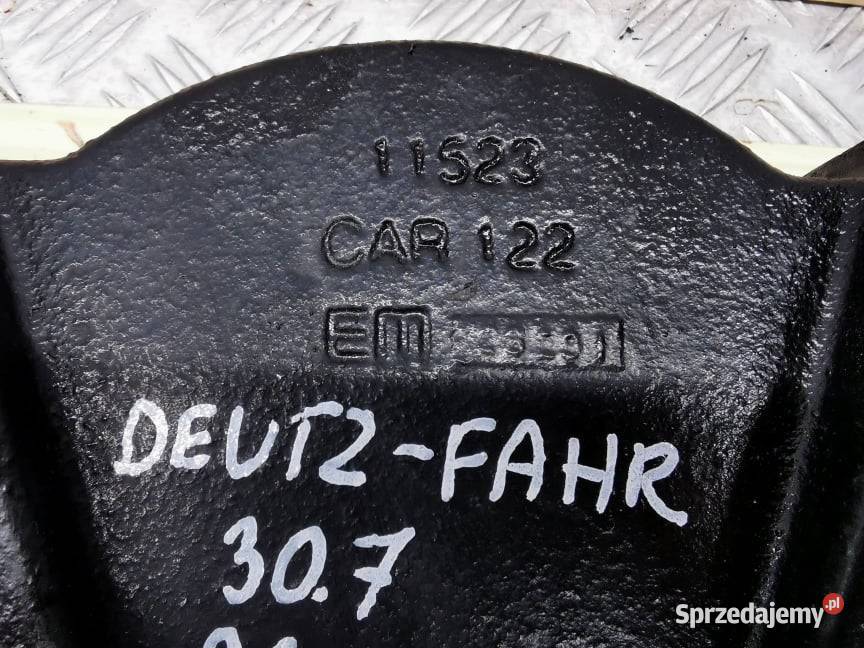 11523
CAR 122
EM
DEUTZ-FAHR
30.7
Sprzedajemy.pl